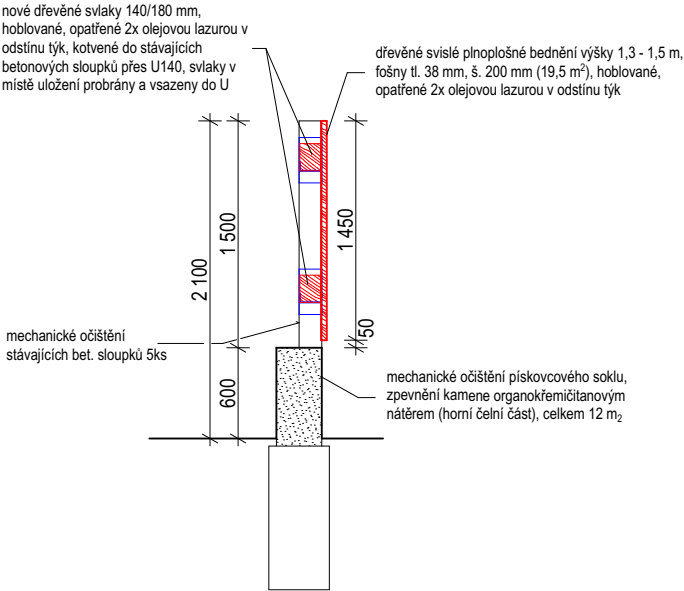 nové dřevěné svlaky 140/180 mm,
hoblované, opatřené 2x olejovou lazurou v
odstínu týk, kotvené do stávajících
betonových sloupků přes U140, svlaky v
místě uložení probrány a vsazeny do U
dřevěné svislé plnoplošné bednění výšky 1,3 - 1,5 m,
fošny tl. 38 mm, š. 200 mm (19,5 m²), hoblované,
opatřené 2x olejovou lazurou v odstínu týk
2 100
1 500
1 450
50
600
mechanické očištění
stávajících bet. sloupků 5ks
mechanické očištění pískovcového soklu,
zpevnění kamene organokřemičitanovým
nátěrem (horní čelní část), celkem 12 m₂